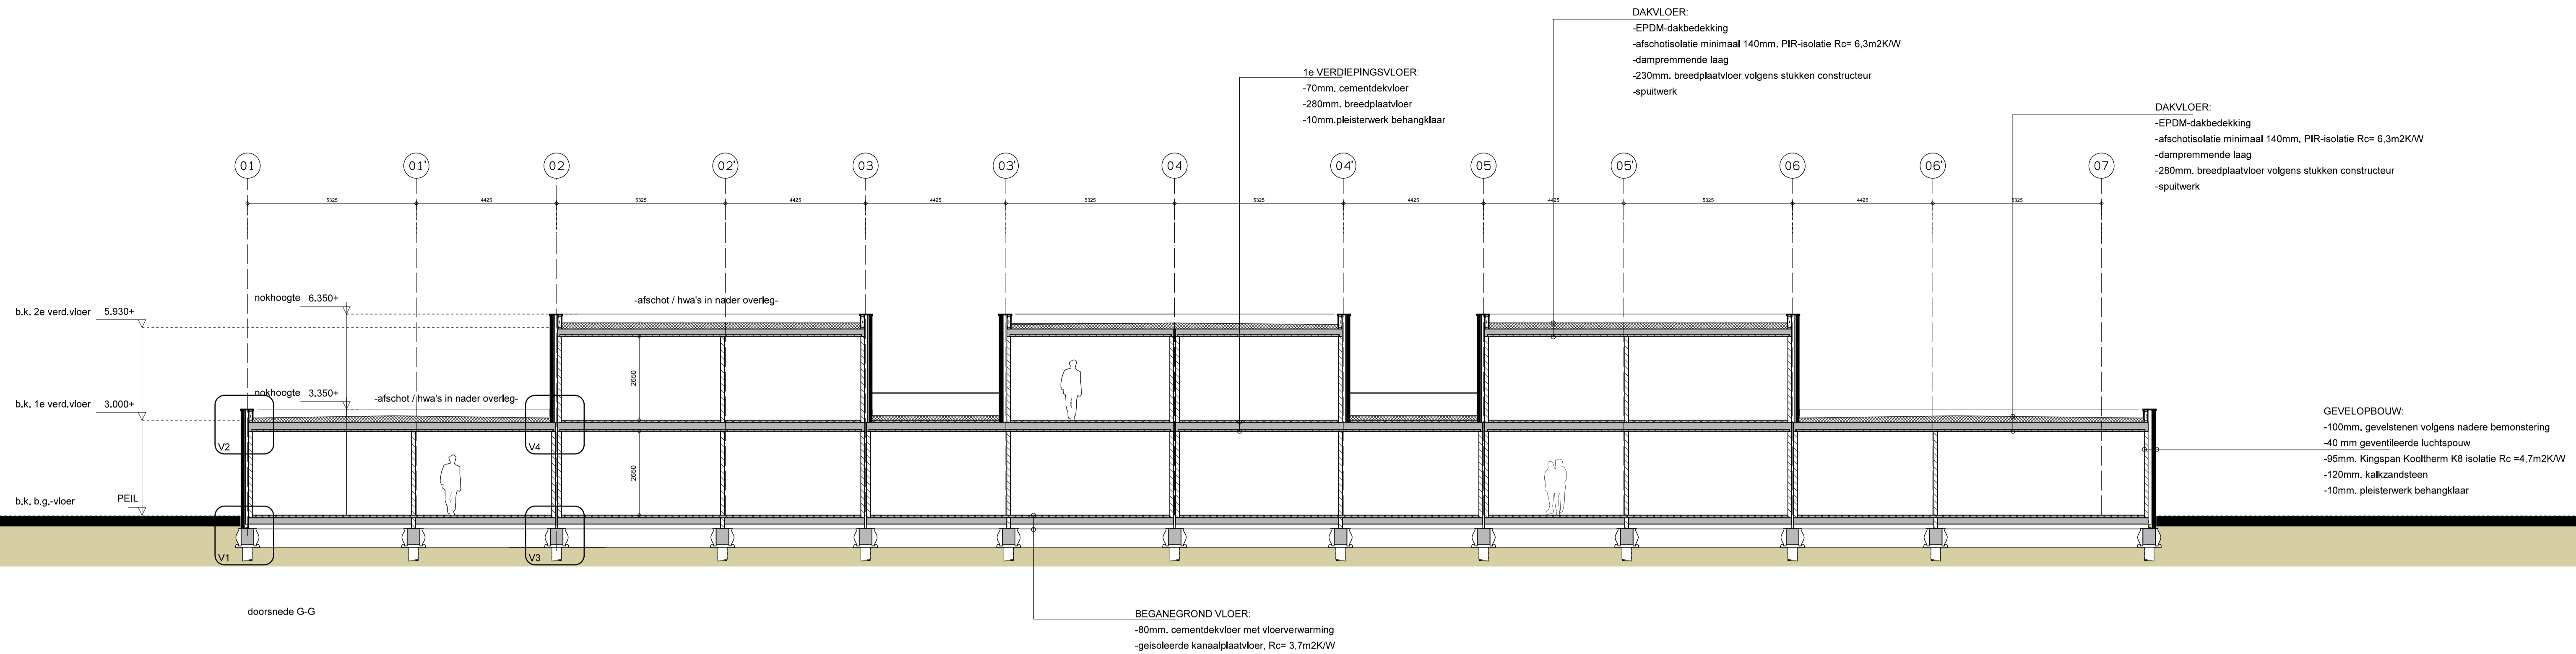 DAKVLOER:
-EPDM-dakbedekking
-afschotisolatie minimaal 140mm. PIR-isolatie Rc= 6,3m2K/W
-dampremmende laag
-230mm. breedplaatvloer volgens stukken constructeur
-spuitwerk
1e VERDIEPINGSVLOER:
-70mm. cementdekvloer
-280mm. breedplaatvloer
-10mm.pleisterwerk behangklaar
DAKVLOER:
-EPDM-dakbedekking
-afschotisolatie minimaal 140mm. PIR-isolatie Rc= 6,3m2K/W
-dampremmende laag
-280mm. breedplaatvloer volgens stukken constructeur
-spuitwerk
01 01' 02 02' 03 03' 04 04' 05 05' 06 06' 07
5325 4425 5325 4425 4425 5325 5325 4425 4425 5325 4425 5325
nokhoogte 6.350+
-afschot / hwa's in nader overleg-
b.k. 2e verd.vloer 5.930+
2650
nokhoogte 3.350+
-afschot / hwa's in nader overleg-
b.k. 1e verd.vloer 3.000+
V2
V4
2650
GEVELOPBOUW:
-100mm. gevelstenen volgens nadere bemonstering
-40 mm geventileerde luchtspouw
-95mm. Kingspan Kooltherm K8 isolatie Rc =4,7m2K/W
-120mm. kalkzandsteen
-10mm. pleisterwerk behangklaar
b.k. b.g.-vloer PEIL
V1
V3
doorsnede G-G
BEGANEGROND VLOER:
-80mm. cementdekvloer met vloerverwarming
-geisoleerde kanaalplaatvloer, Rc= 3,7m2K/W